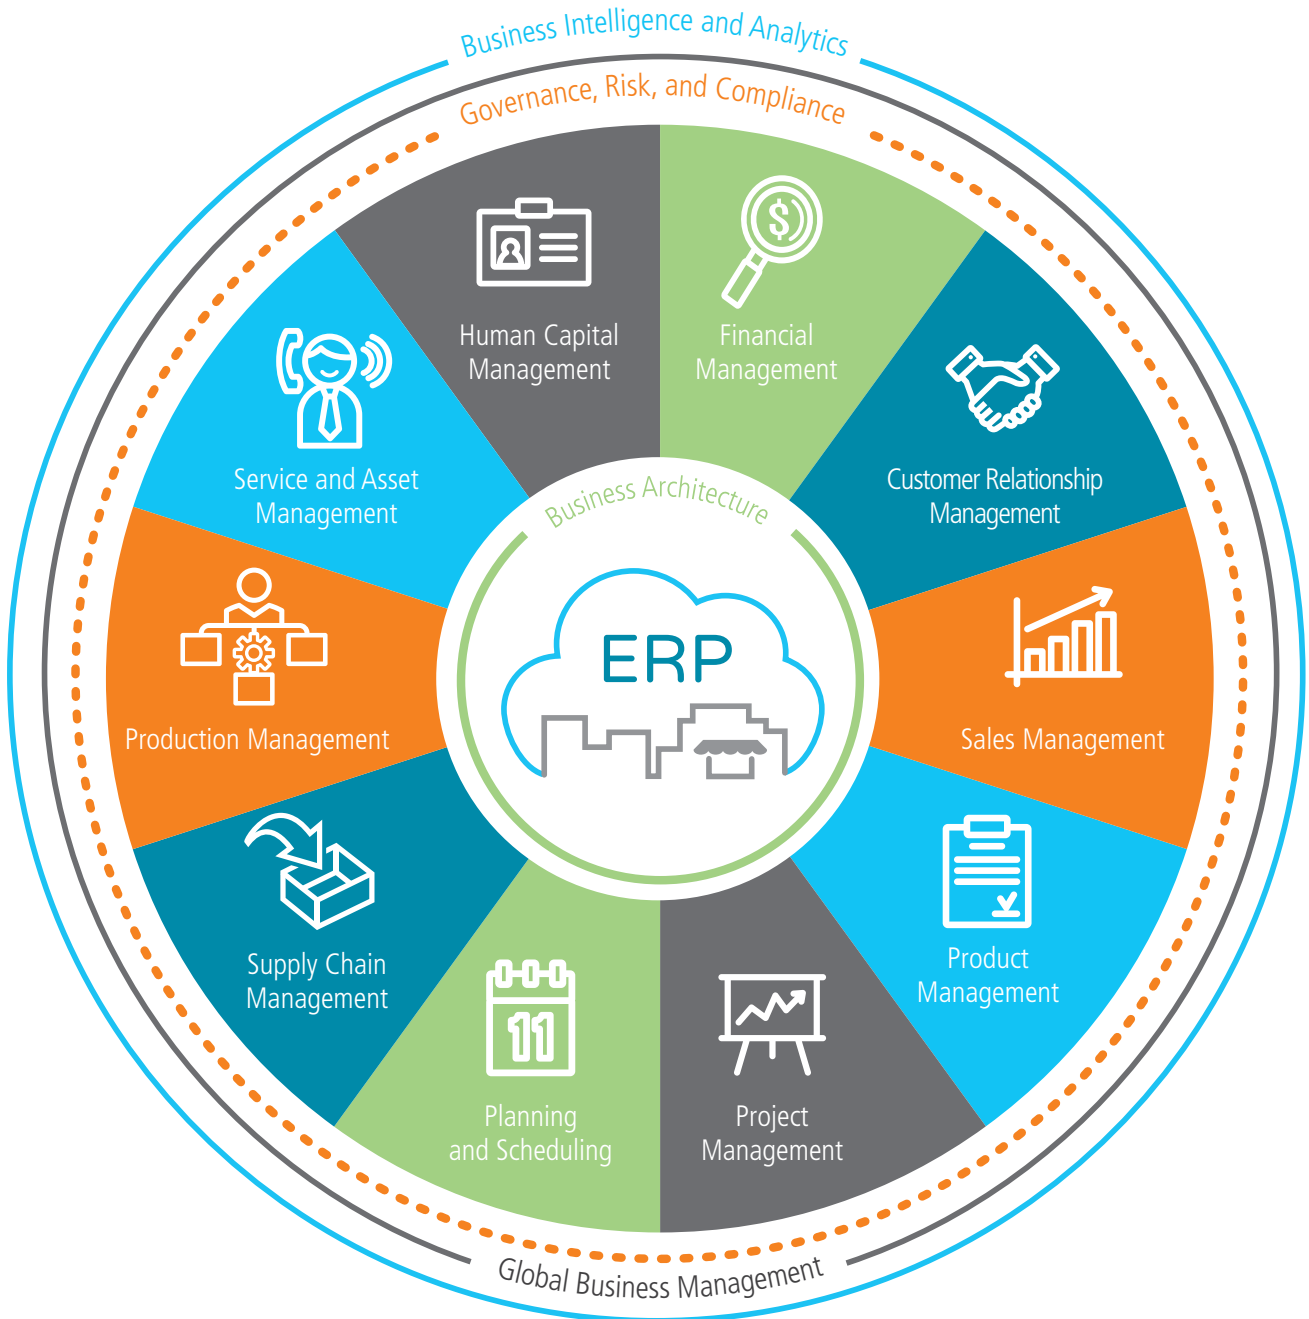 Business Intelligence and Analytics
Governance, Risk, and Compliance
$
Human Capital
Management
Financial
Management
Customer Relationship
Management
Service and Asset
Management
Business Architecture
ERP
Sales Management
Production Management
Product
Management
Supply Chain
Management
11
Planning
and Scheduling
Project
Management
Global Business Management